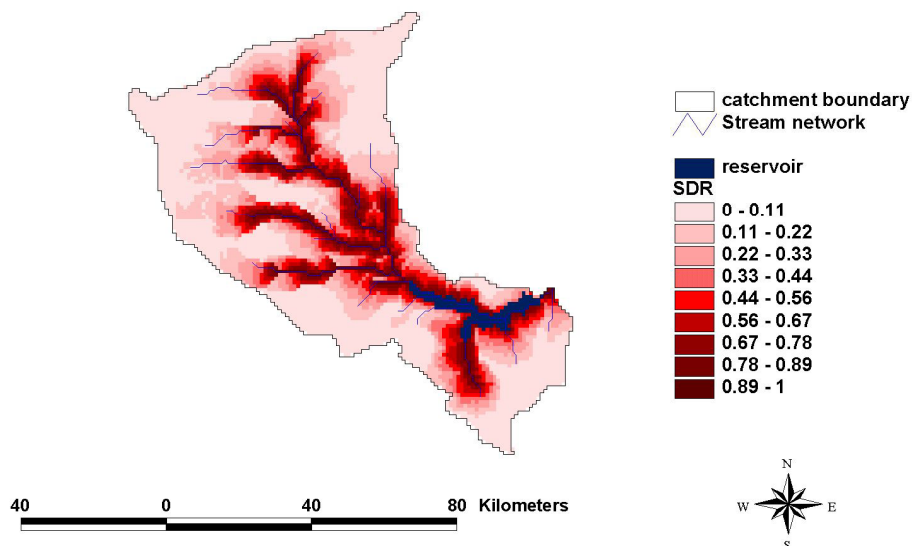 catchment boundary
Stream network
reservoir
SDR
0 - 0.11
0.11 - 0.22
0.22 - 0.33
0.33 - 0.44
0.44 - 0.56
0.56 - 0.67
0.67 - 0.78
0.78 - 0.89
0.89 - 1
40 0 40 80 Kilometers
N
W E
S